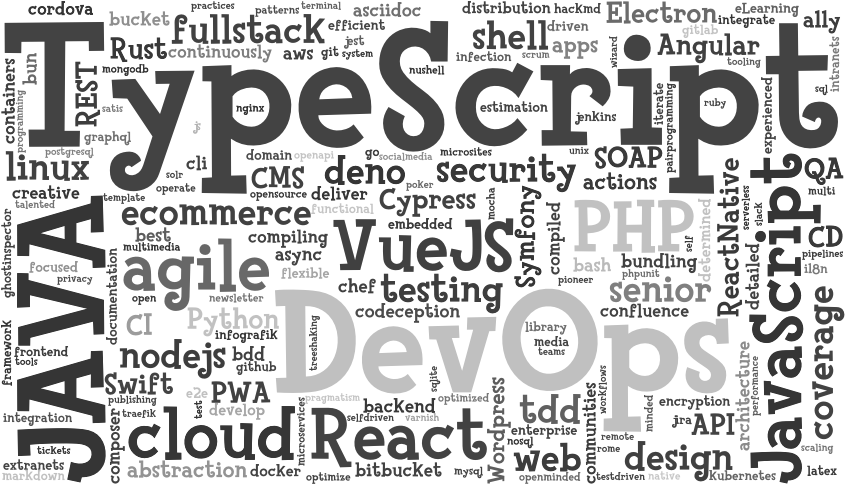 cordova
bucket
practices
patterns
terminal
asciidoc
distribution
hackmd
Electron
eLearning
integrate
ally
fullstack
efficient
Rust
continuously
aws
git
jest
system
shell
driven
apps
infection
scrum
wizard
gitlab
Angular
tooling
intranets
sql
containers
programming
bun
REST
mongodb
satis
graphql
postgresql
TypeScript
nginx
nushell
estimation
jenkins
iterate
pairprogramming
ruby
experienced
linux
creative
talented
cli
solr
operate
template
domain
openapi
CMS
opensource
go
socialmedia
deno
deliver
poker
microsites
security
unix
SOAP
actions
QA
multi
JAVA
ghostinspector
focused
privacy
documentation
ecommerce
best
multimedia
agile
open
newsletter
functional
compiling
async
flexible
Cypress
embedded
mocha
VueJS
Symfony
compiled
pioneer
PHP
self
determined
bash
phpunit
bundling
ReactNative
serverless
slack
detailed
JavaScript
CD
pipelines
i18n
chef
testing
codeception
senior
confluence
DevOps
library
media
teams
framework
frontend
tools
CI
Python
infografik
nodejs
bdd
github
treeshaking
Swift
publishing
traefik
e2e
test
PWA
develop
pragmatism
sqlite
backend
optimized
selfdriven
varnish
Wordpress
tdd
enterprise
nosql
communities
workflows
minded
encryption
jira
API
architecture
performance
coverage
integration
extranets
tickets
markdown
composer
cloud
abstraction
microservices
docker
React
optimize
bitbucket
mysql
web
openminded
remote
rome
testdriven
design
native
Kubernetes
scaling
latex